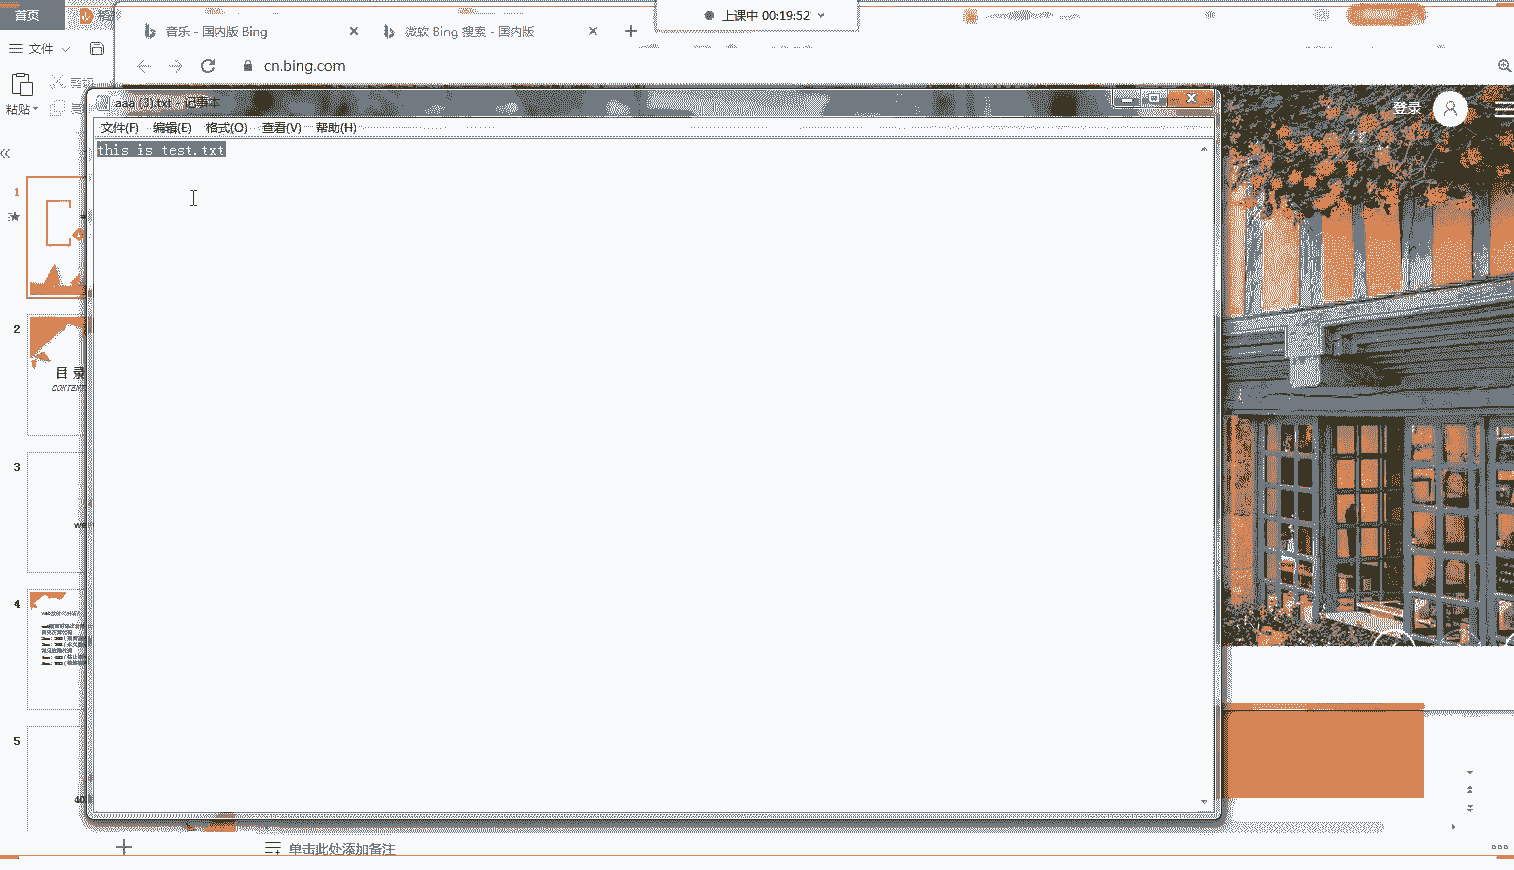 首页
文件
粘贴
音乐 - 国内版 Bing
微软 Bing 搜索 - 国内版
上课中 00:19:52
cn.bing.com
登录
aaa (3).txt - 记事本
文件(F) 编辑(E) 格式(O) 查看(V) 帮助(H)
this is test.txt
1
2
目录
CONTENT
3
we
4
5
40
单击此处添加备注